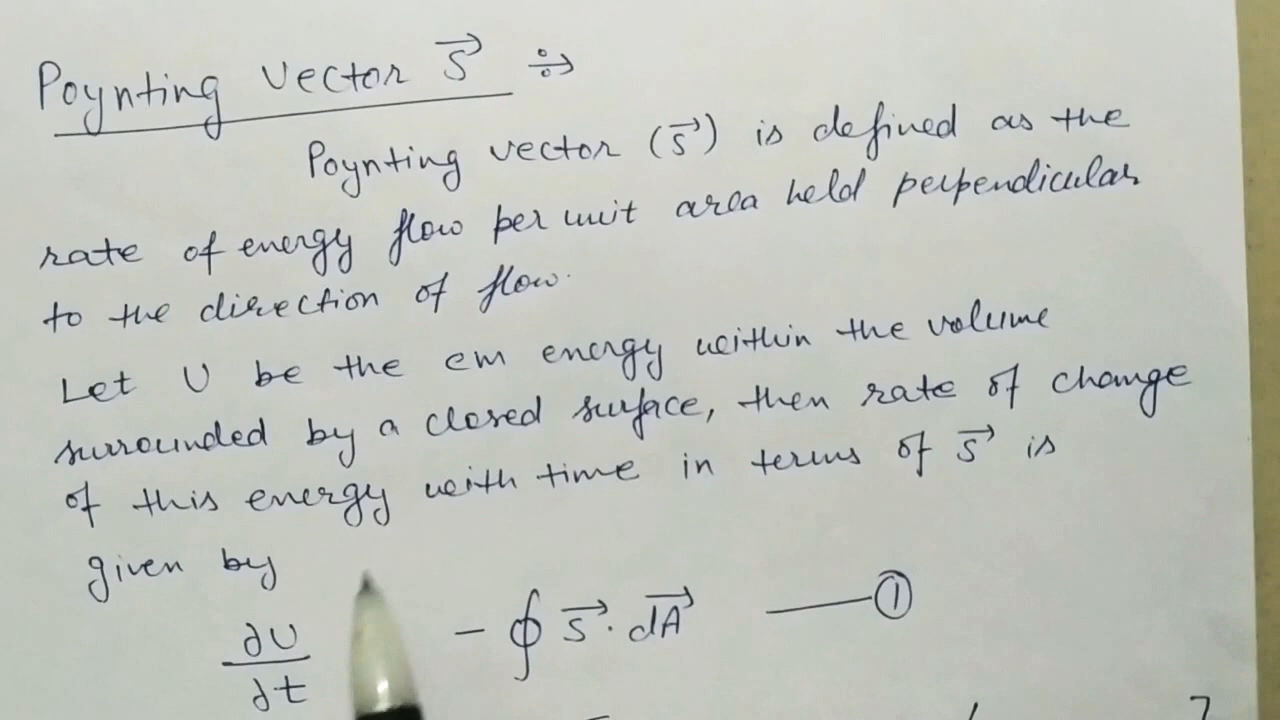 Poynting Vector S⃗ ÷→
Poynting vector (S⃗) is defined as the
rate of energy flow per unit area held perpendicular
to the direction of flow.
Let U be the em energy within the volume
surrounded by a closed surface, then rate of change
of this energy with time in terms of S⃗ is
given by
∂U/∂t - ∮ S⃗. dA⃗ —— ①